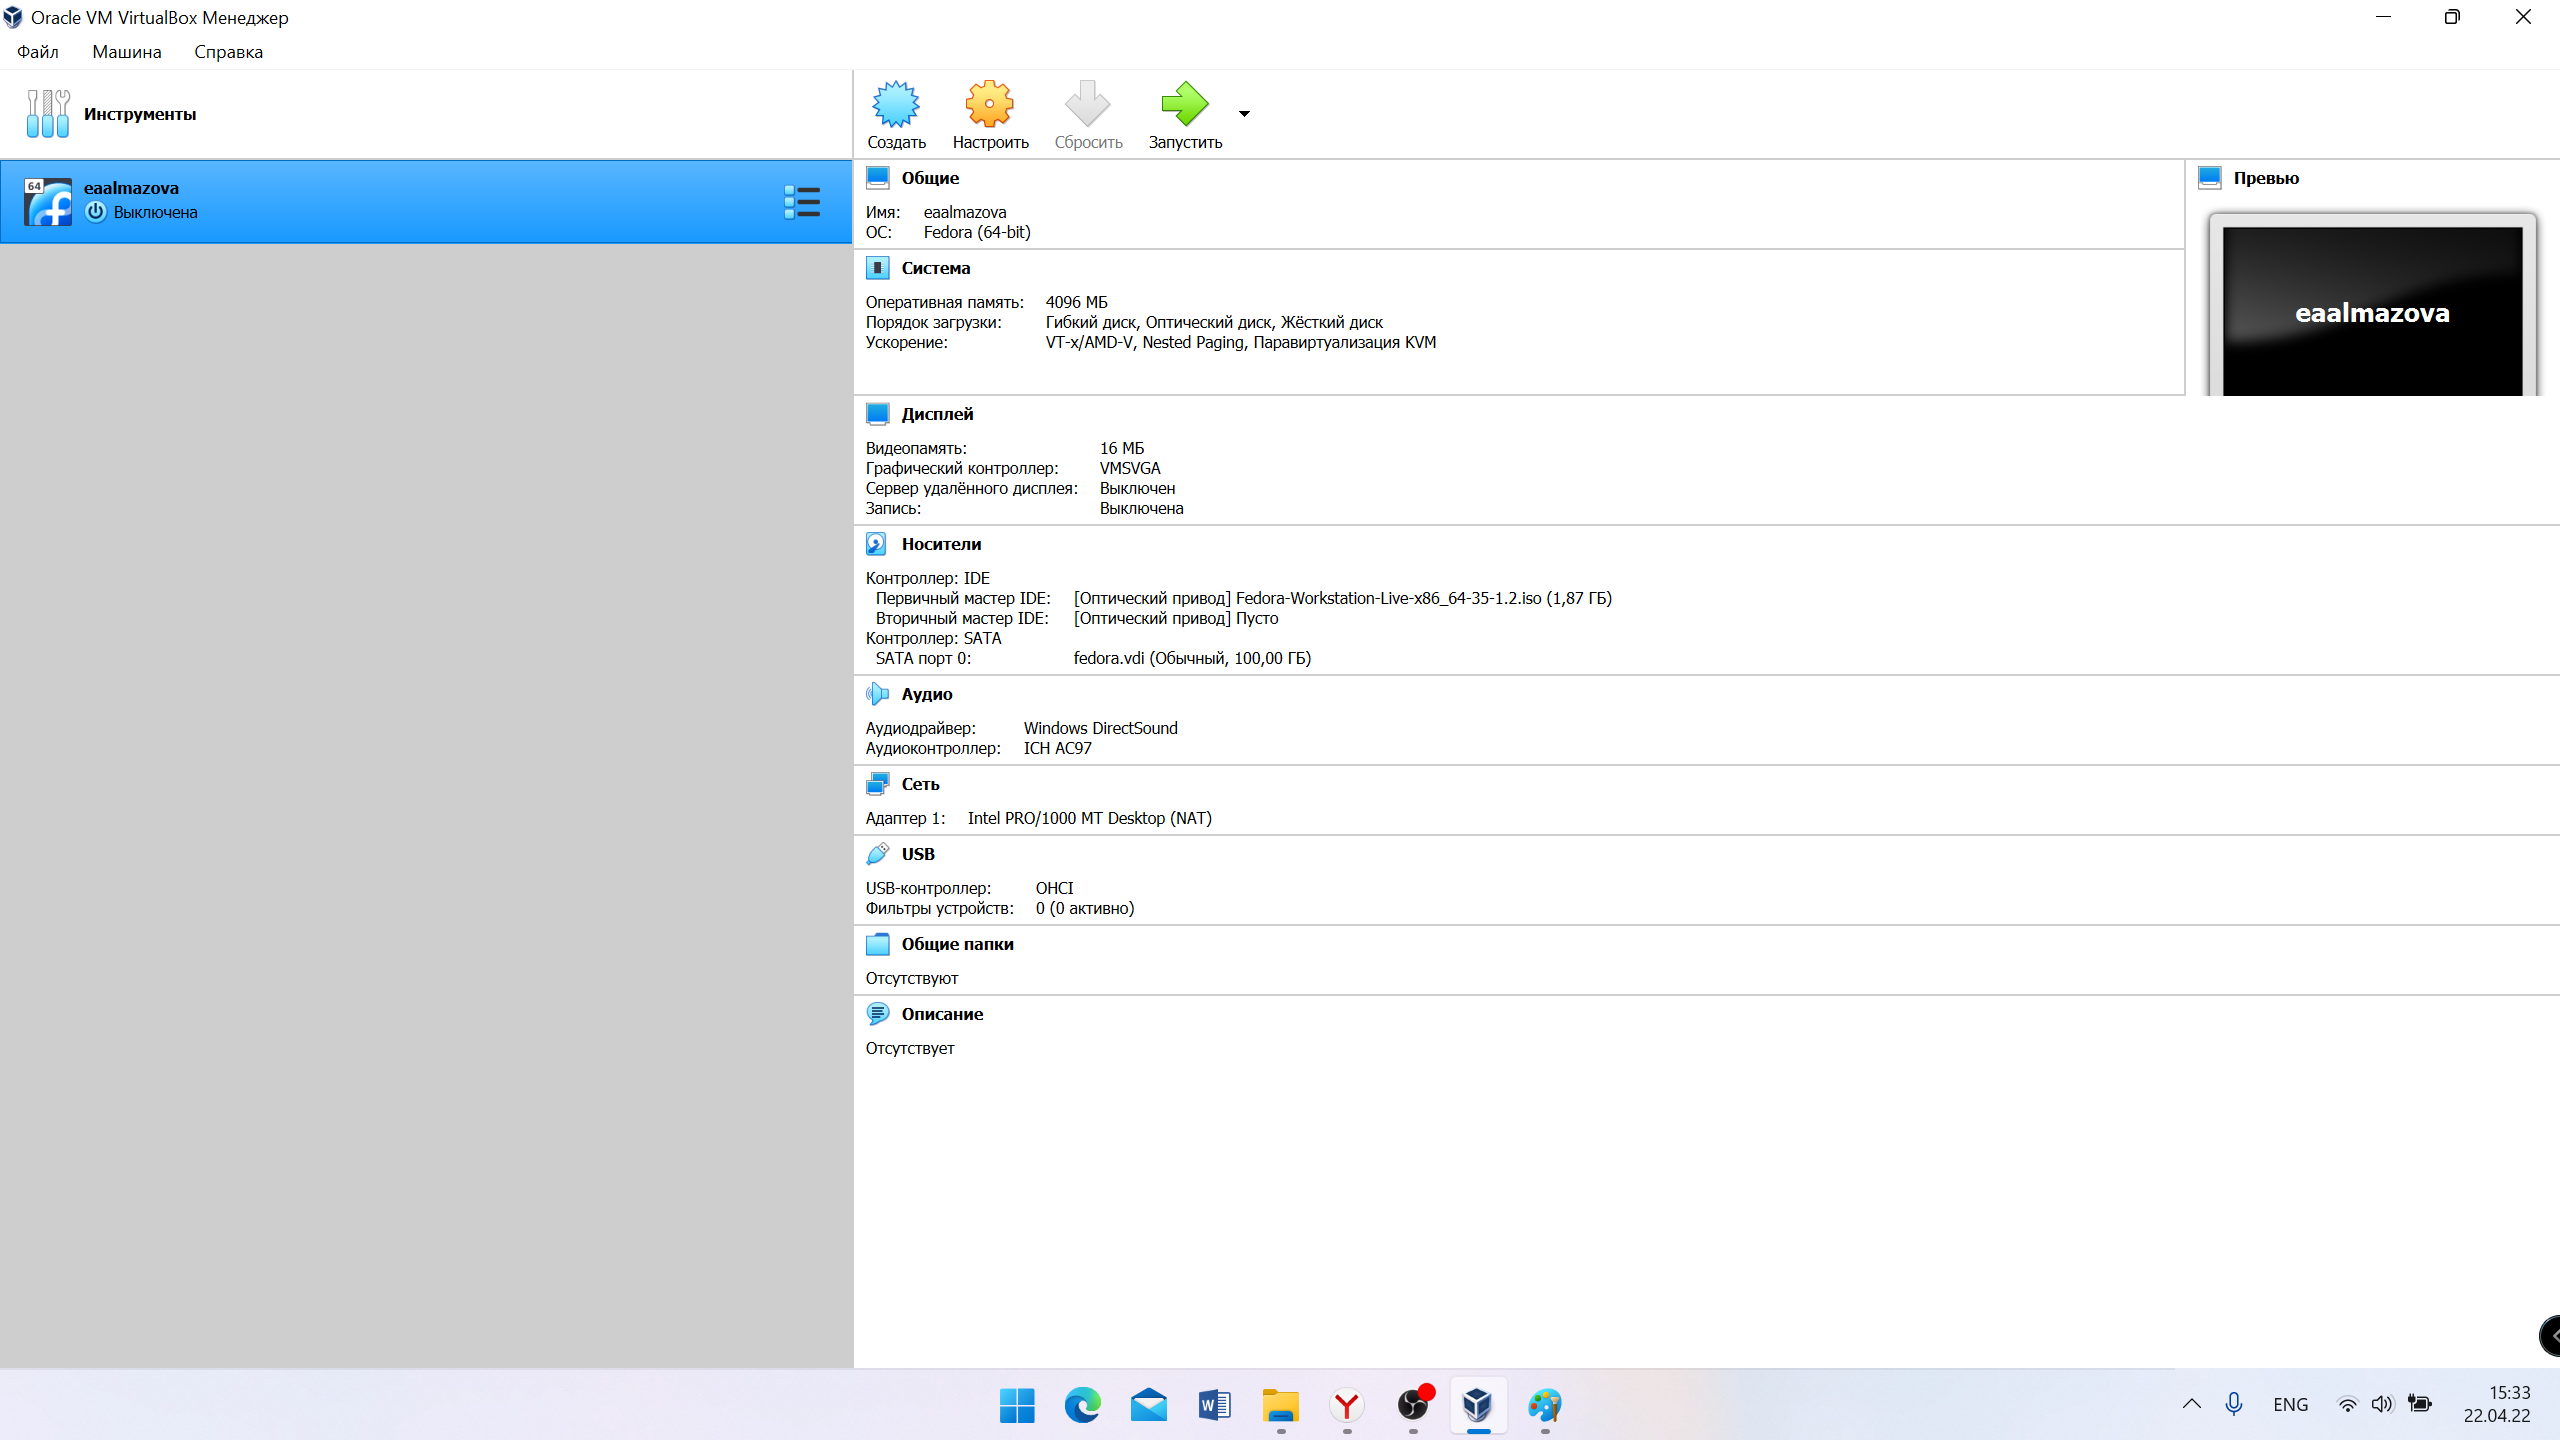 Oracle VM VirtualBox Менеджер
Файл Машина Справка
Инструменты
Создать Настроить Сбросить Запустить
64 eaalmazova
Выключена
Общие
Имя: eaalmazova
ОС: Fedora (64-bit)
Превью
eaalmazova
Система
Оперативная память: 4096 МБ
Порядок загрузки: Гибкий диск, Оптический диск, Жёсткий диск
Ускорение: VT-x/AMD-V, Nested Paging, Паравиртуализация KVM
Дисплей
Видеопамять: 16 МБ
Графический контроллер: VMSVGA
Сервер удалённого дисплея: Выключен
Запись: Выключена
Носители
Контроллер: IDE
Первичный мастер IDE: [Оптический привод] Fedora-Workstation-Live-x86_64-35-1.2.iso (1,87 ГБ)
Вторичный мастер IDE: [Оптический привод] Пусто
Контроллер: SATA
SATA порт 0: fedora.vdi (Обычный, 100,00 ГБ)
Аудио
Аудиодрайвер: Windows DirectSound
Аудиоконтроллер: ICH AC97
Сеть
Адаптер 1: Intel PRO/1000 MT Desktop (NAT)
USB
USB-контроллер: OHCI
Фильтры устройств: 0 (0 активно)
Общие папки
Отсутствуют
Описание
Отсутствует
ENG
15:33
22.04.22